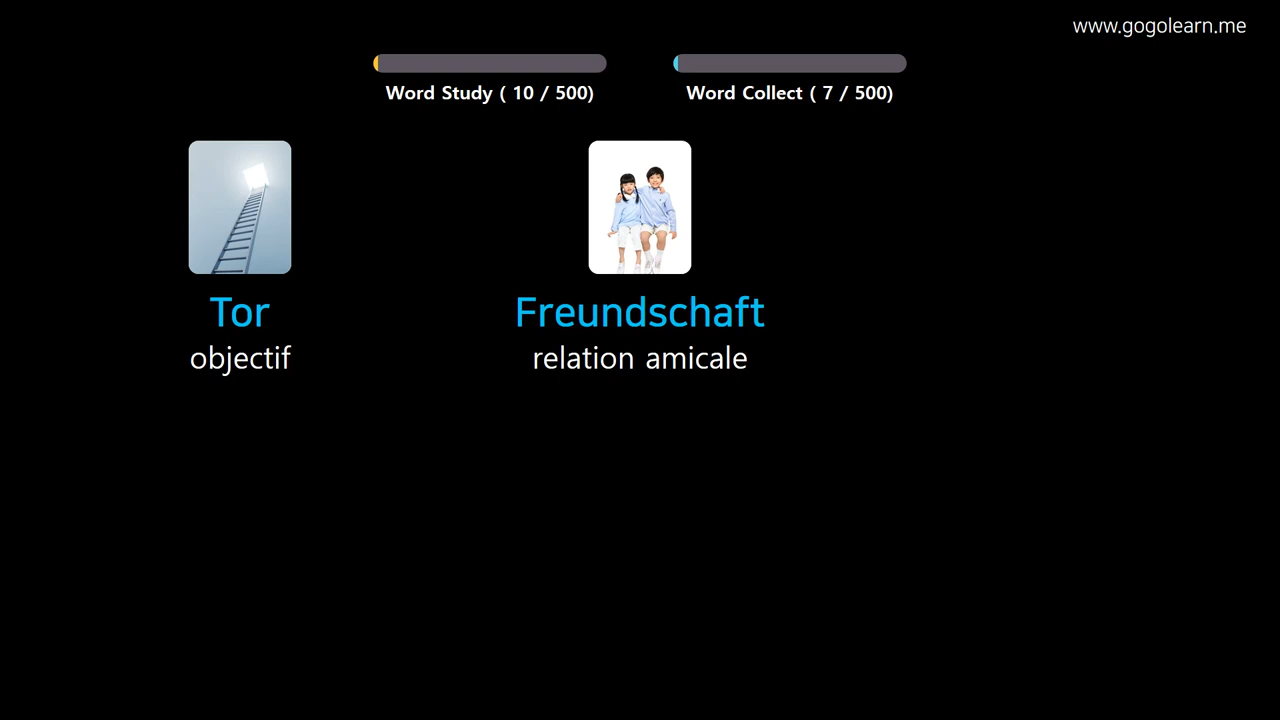 www.gogolearn.me
Word Study ( 10 / 500)
Word Collect ( 7 / 500)
Tor
objectif
Freundschaft
relation amicale